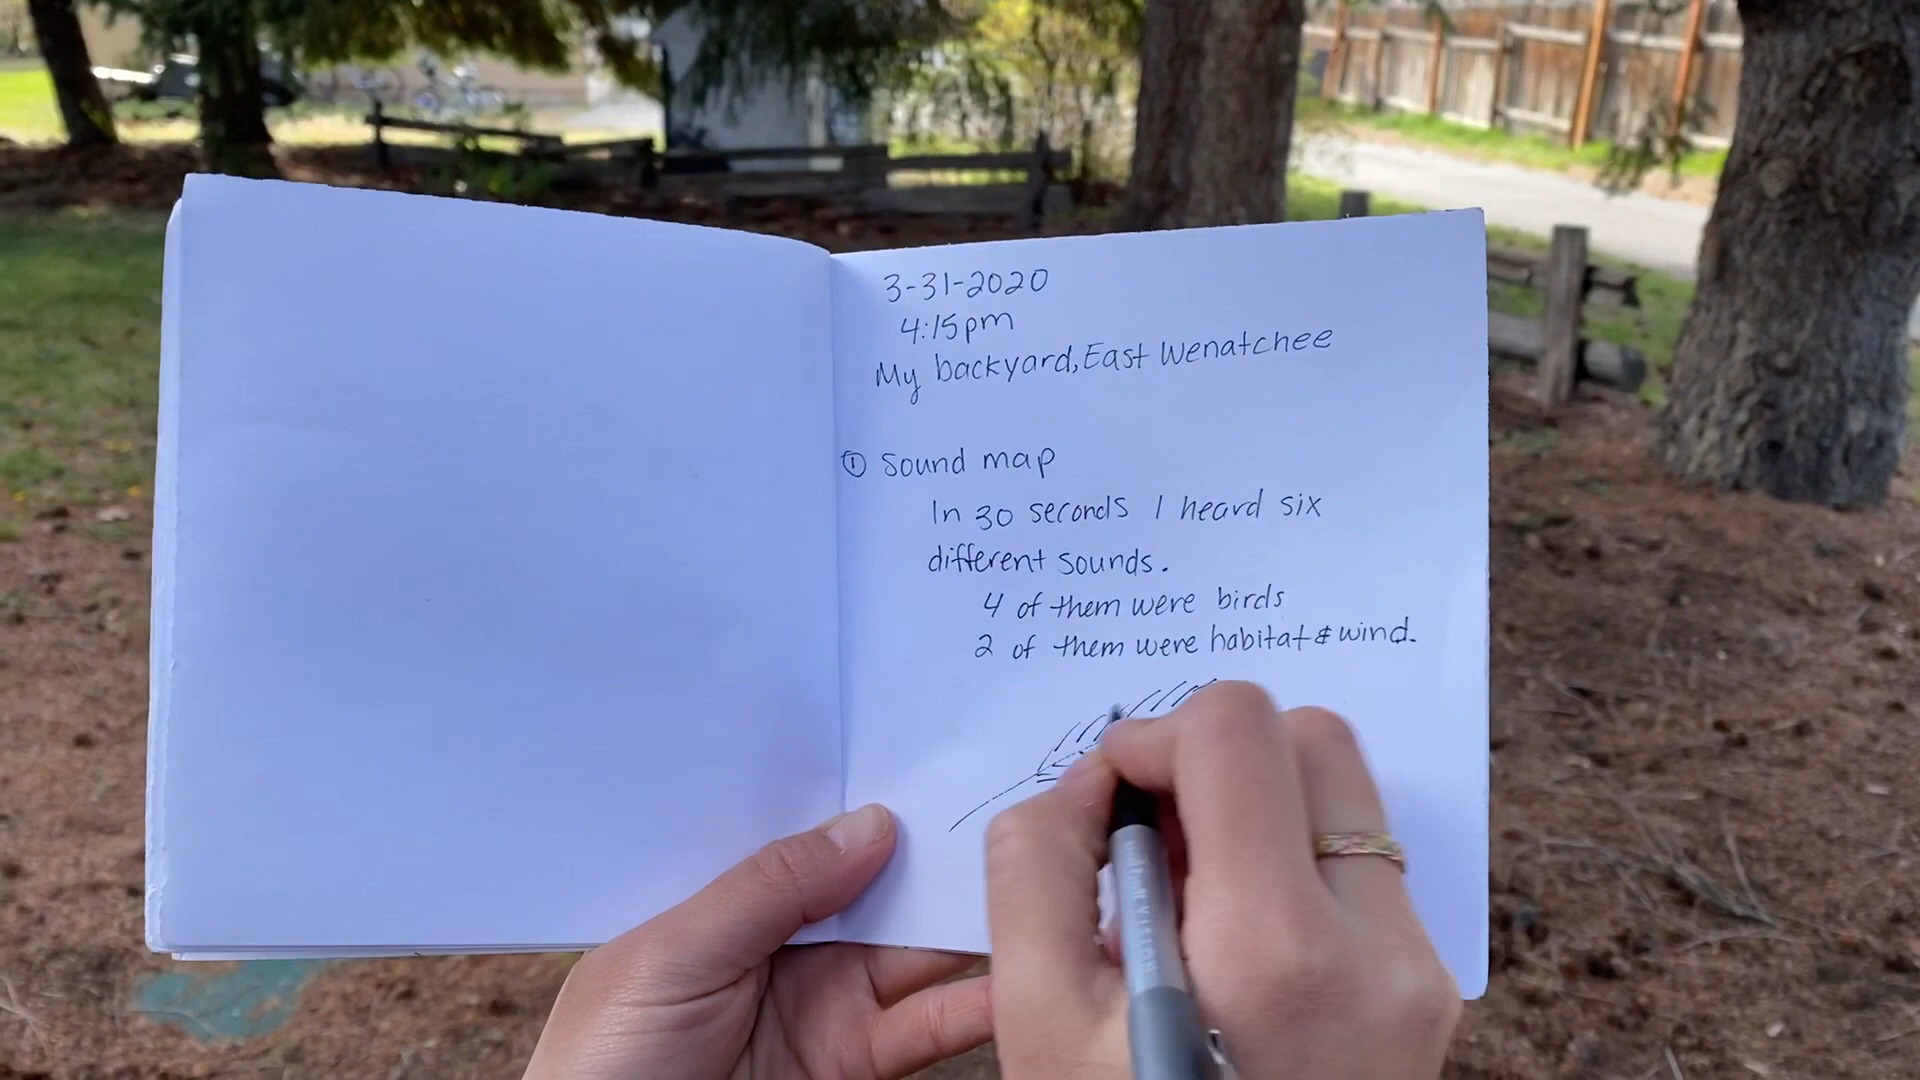 3-31-2020
4:15pm
My backyard, East Wenatchee
① Sound map
In 30 seconds I heard six
different sounds.
4 of them were birds
2 of them were habitat & wind.